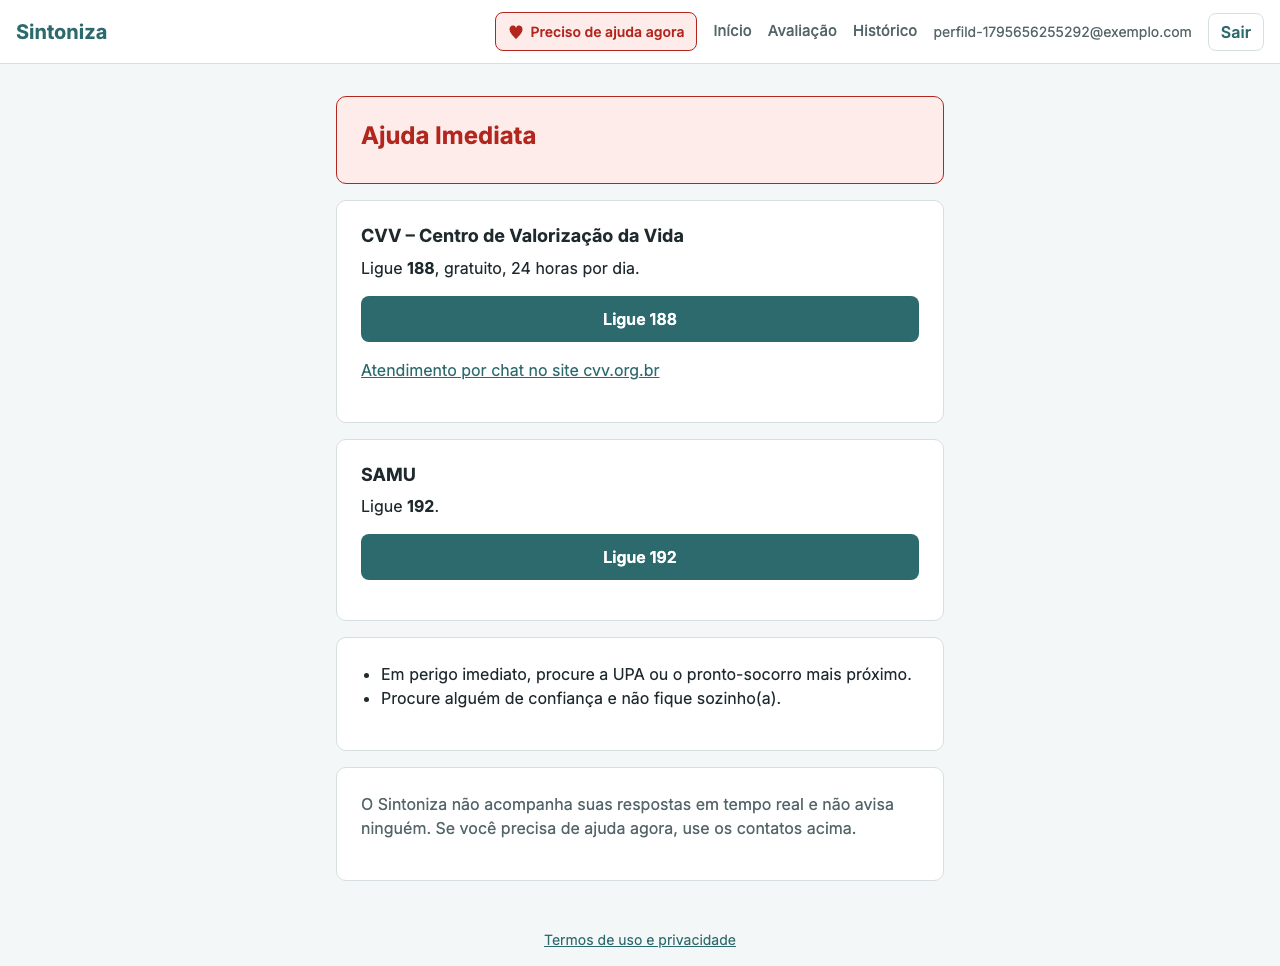 Sintoniza
Preciso de ajuda agora
Início
Avaliação
Histórico
perfild-1795656255292@exemplo.com
Sair
Ajuda Imediata
CVV – Centro de Valorização da Vida
Ligue 188, gratuito, 24 horas por dia.
Ligue 188
Atendimento por chat no site cvv.org.br
SAMU
Ligue 192.
Ligue 192
Em perigo imediato, procure a UPA ou o pronto-socorro mais próximo.
Procure alguém de confiança e não fique sozinho(a).
O Sintoniza não acompanha suas respostas em tempo real e não avisa
ninguém. Se você precisa de ajuda agora, use os contatos acima.
Termos de uso e privacidade